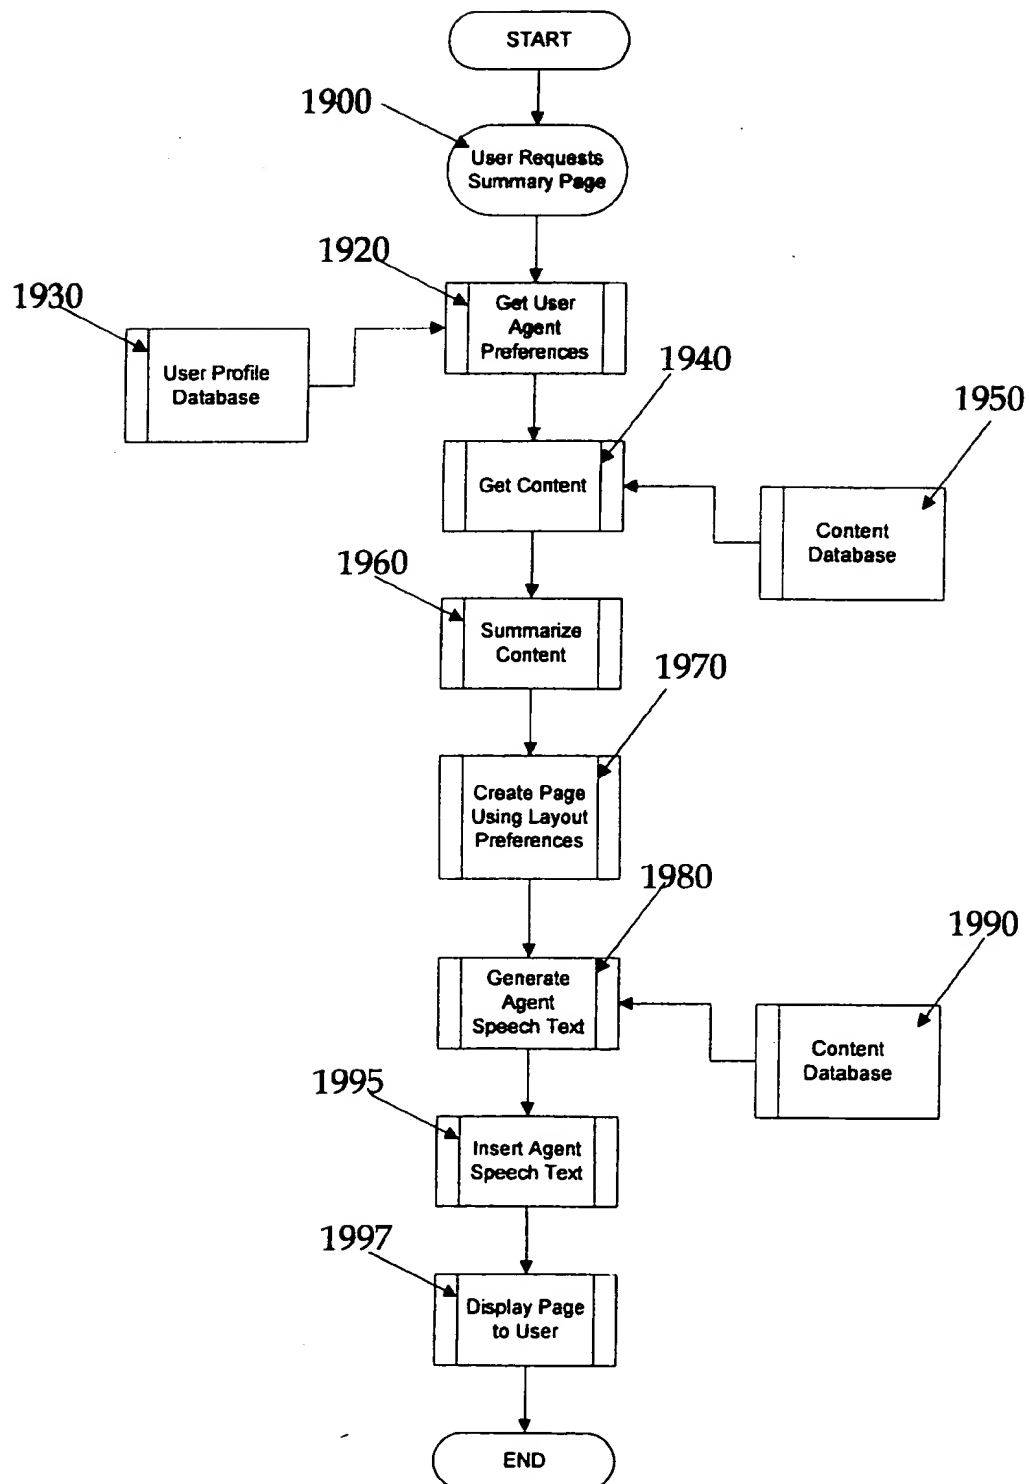 START
1900
User Requests
Summary Page
1920
Get User
Agent
Preferences
1930
User Profile
Database
1940
Get Content
1950
Content
Database
1960
Summarize
Content
1970
Create Page
Using Layout
Preferences
1980
Generate
Agent
Speech Text
1990
Content
Database
1995
Insert Agent
Speech Text
1997
Display Page
to User
END